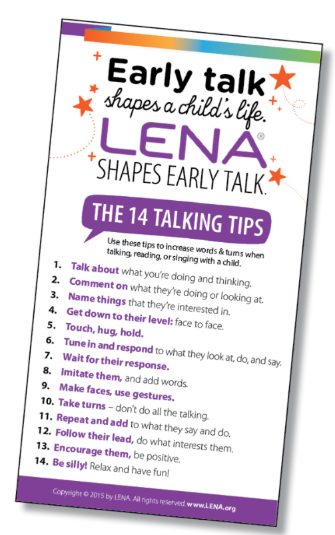 Early talk
shapes a child's life.
LENA®
SHAPES EARLY TALK.
THE 14 TALKING TIPS
Use these tips to increase words & turns when
talking, reading, or singing with a child.
1. Talk about what you're doing and thinking.
2. Comment on what they're doing or looking at.
3. Name things that they're interested in.
4. Get down to their level: face to face.
5. Touch, hug, hold.
6. Tune in and respond to what they look at, do, and say.
7. Wait for their response.
8. Imitate them, and add words.
9. Make faces, use gestures.
10. Take turns – don't do all the talking.
11. Repeat and add to what they say and do.
12. Follow their lead, do what interests them.
13. Encourage them, be positive.
14. Be silly! Relax and have fun!
Copyright © 2015 by LENA. All rights reserved. www.LENA.org